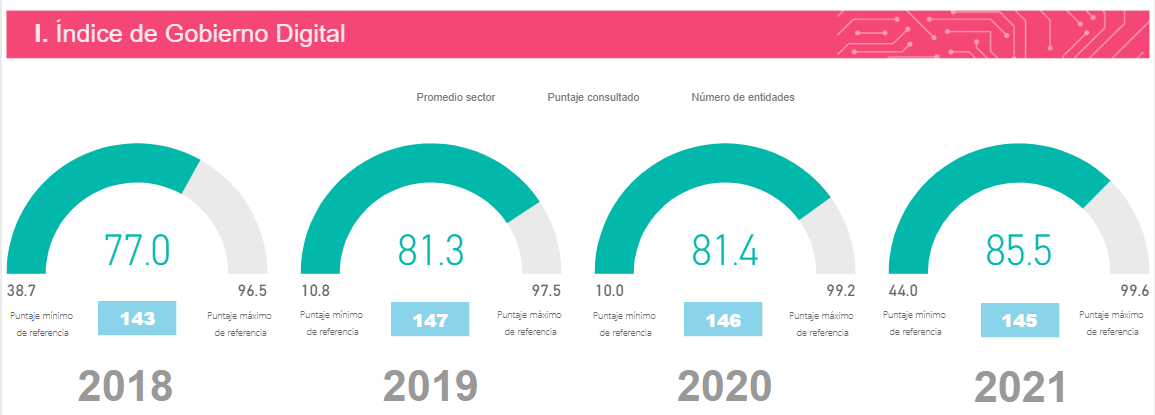 I. Índice de Gobierno Digital
Promedio sector Puntaje consultado Número de entidades
77.0 81.3 81.4 85.5
38.7 96.5 10.8 97.5 10.0 99.2 44.0 99.6
Puntaje mínimo 143 Puntaje máximo Puntaje mínimo 147 Puntaje máximo Puntaje mínimo 146 Puntaje máximo Puntaje mínimo 145 Puntaje máximo
de referencia de referencia de referencia de referencia de referencia de referencia de referencia de referencia
2018 2019 2020 2021